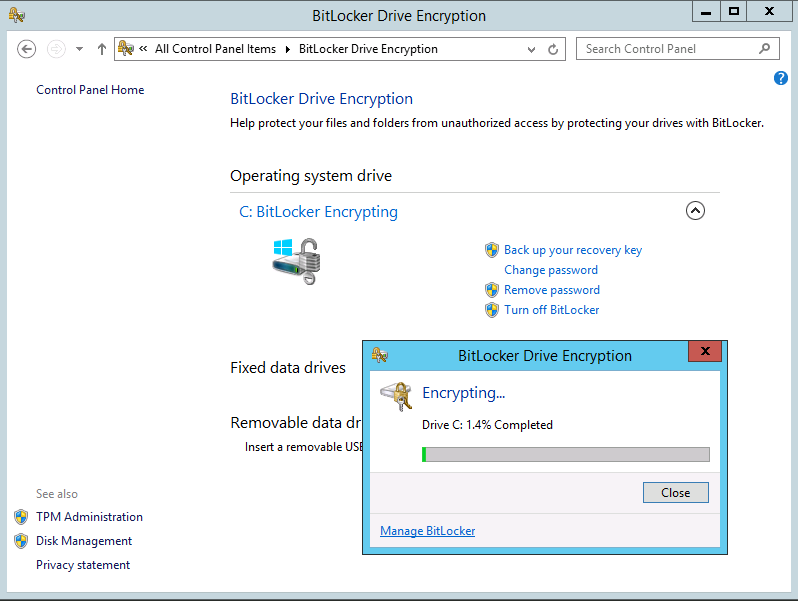 BitLocker Drive Encryption
« All Control Panel Items ▸ BitLocker Drive Encryption
Search Control Panel
?
Control Panel Home
BitLocker Drive Encryption
Help protect your files and folders from unauthorized access by protecting your drives with BitLocker.
Operating system drive
C: BitLocker Encrypting
Back up your recovery key
Change password
Remove password
Turn off BitLocker
Fixed data drives
Removable data dr
Insert a removable USB
BitLocker Drive Encryption
Encrypting...
Drive C: 1.4% Completed
Close
Manage BitLocker
See also
TPM Administration
Disk Management
Privacy statement